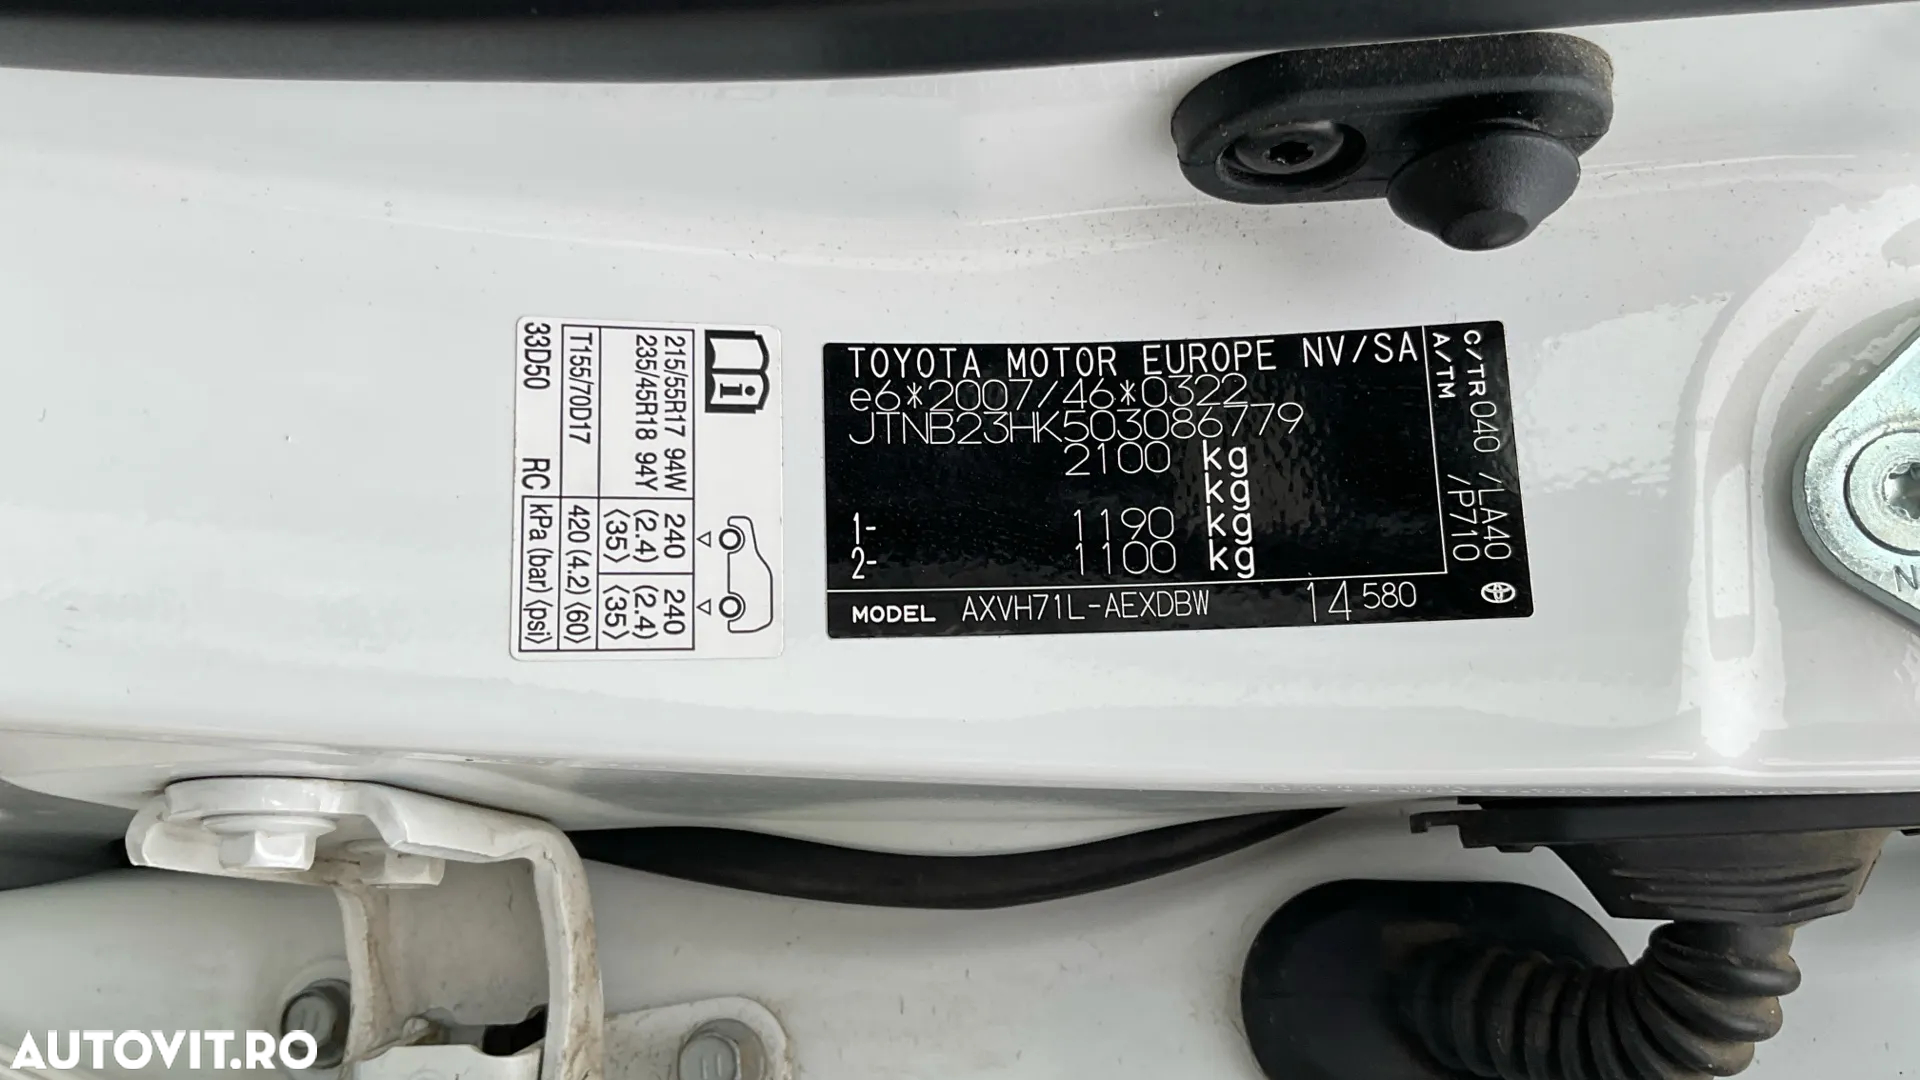 215/55R17 94W 240 240
235/45R18 94Y (2.4) (2.4)
⟨35⟩ ⟨35⟩
T155/70D17 420 (4.2) ⟨60⟩
33D50 RC kPa (bar) ⟨psi⟩
TOYOTA MOTOR EUROPE NV/SA
e6*2007/46*0322
JTNB23HK503086779
2100 kg
kg
1- 1190 kg
2- 1100 kg
MODEL AXVH71L-AEXDBW 14 580
C/TR 040 /LA40
A/TM /P710
AUTOVIT.RO